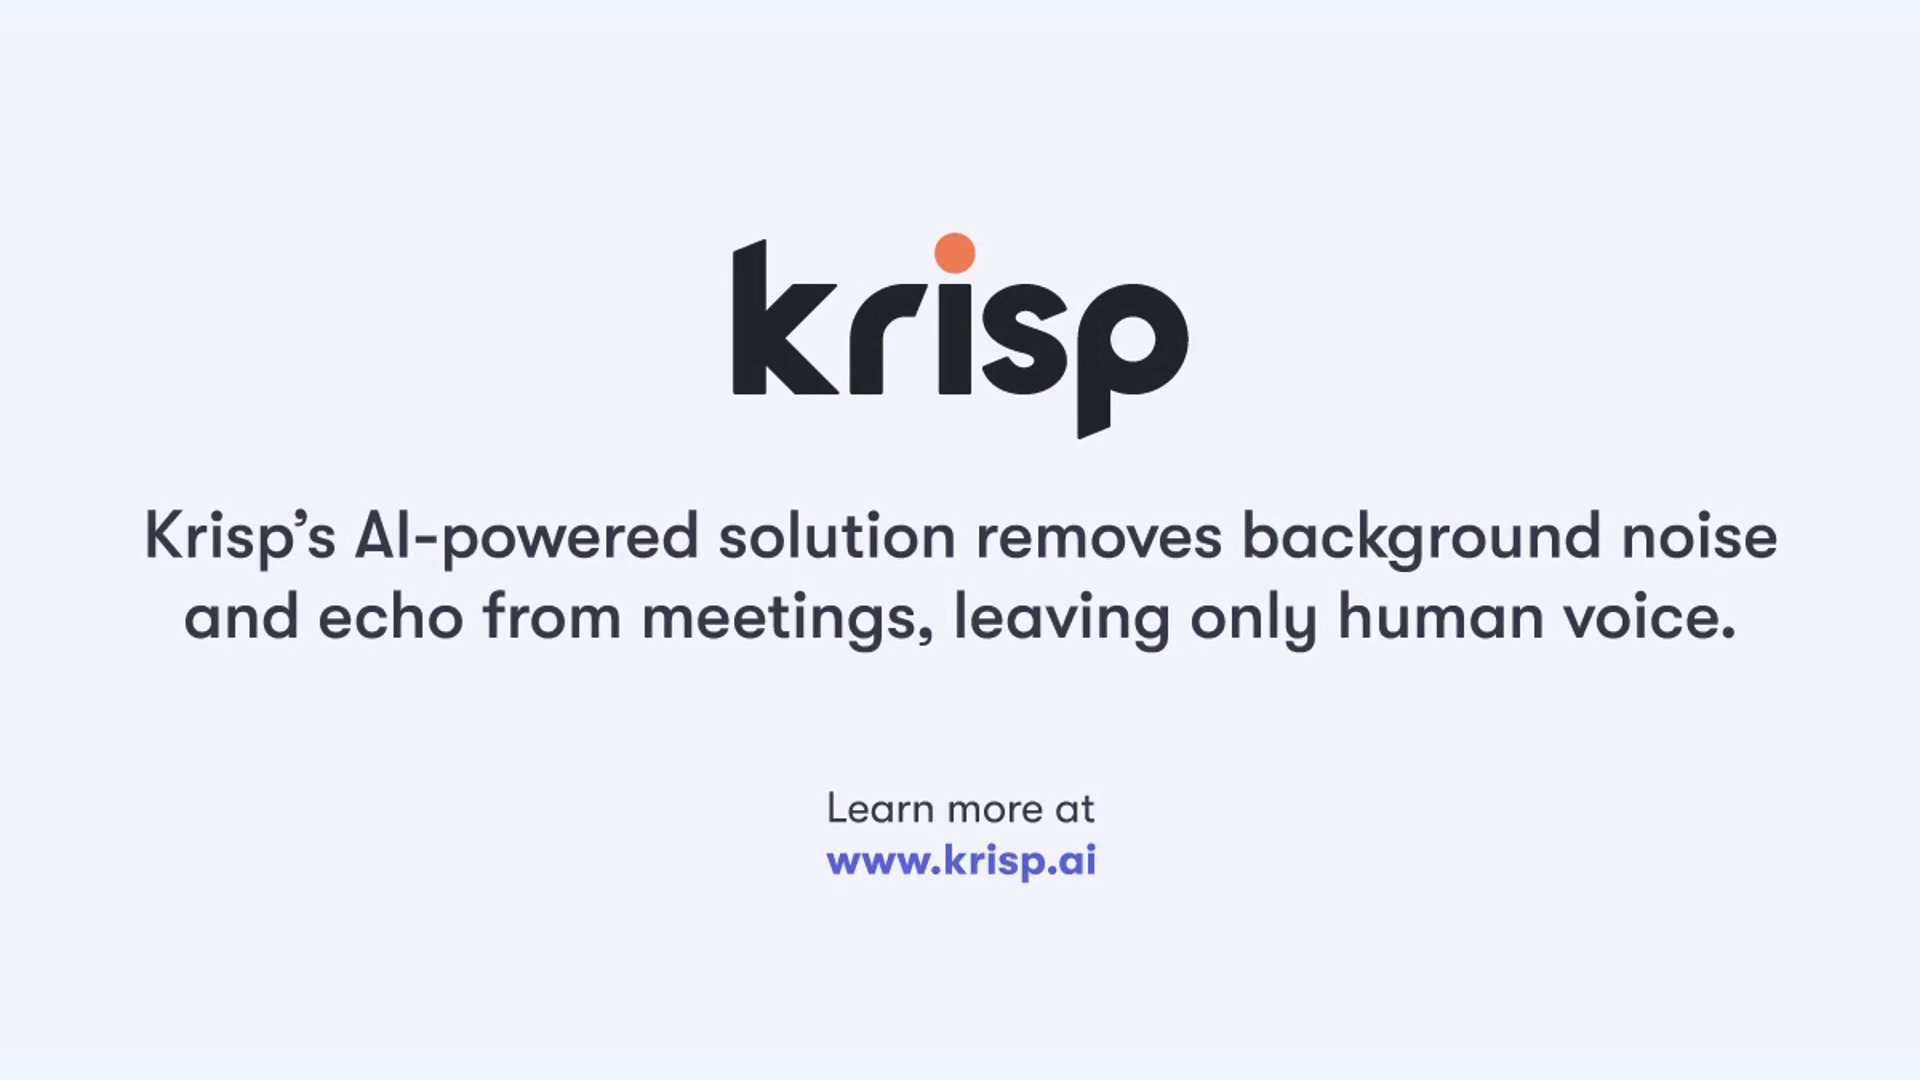 krisp
Krisp’s AI-powered solution removes background noise
and echo from meetings, leaving only human voice.
Learn more at
www.krisp.ai